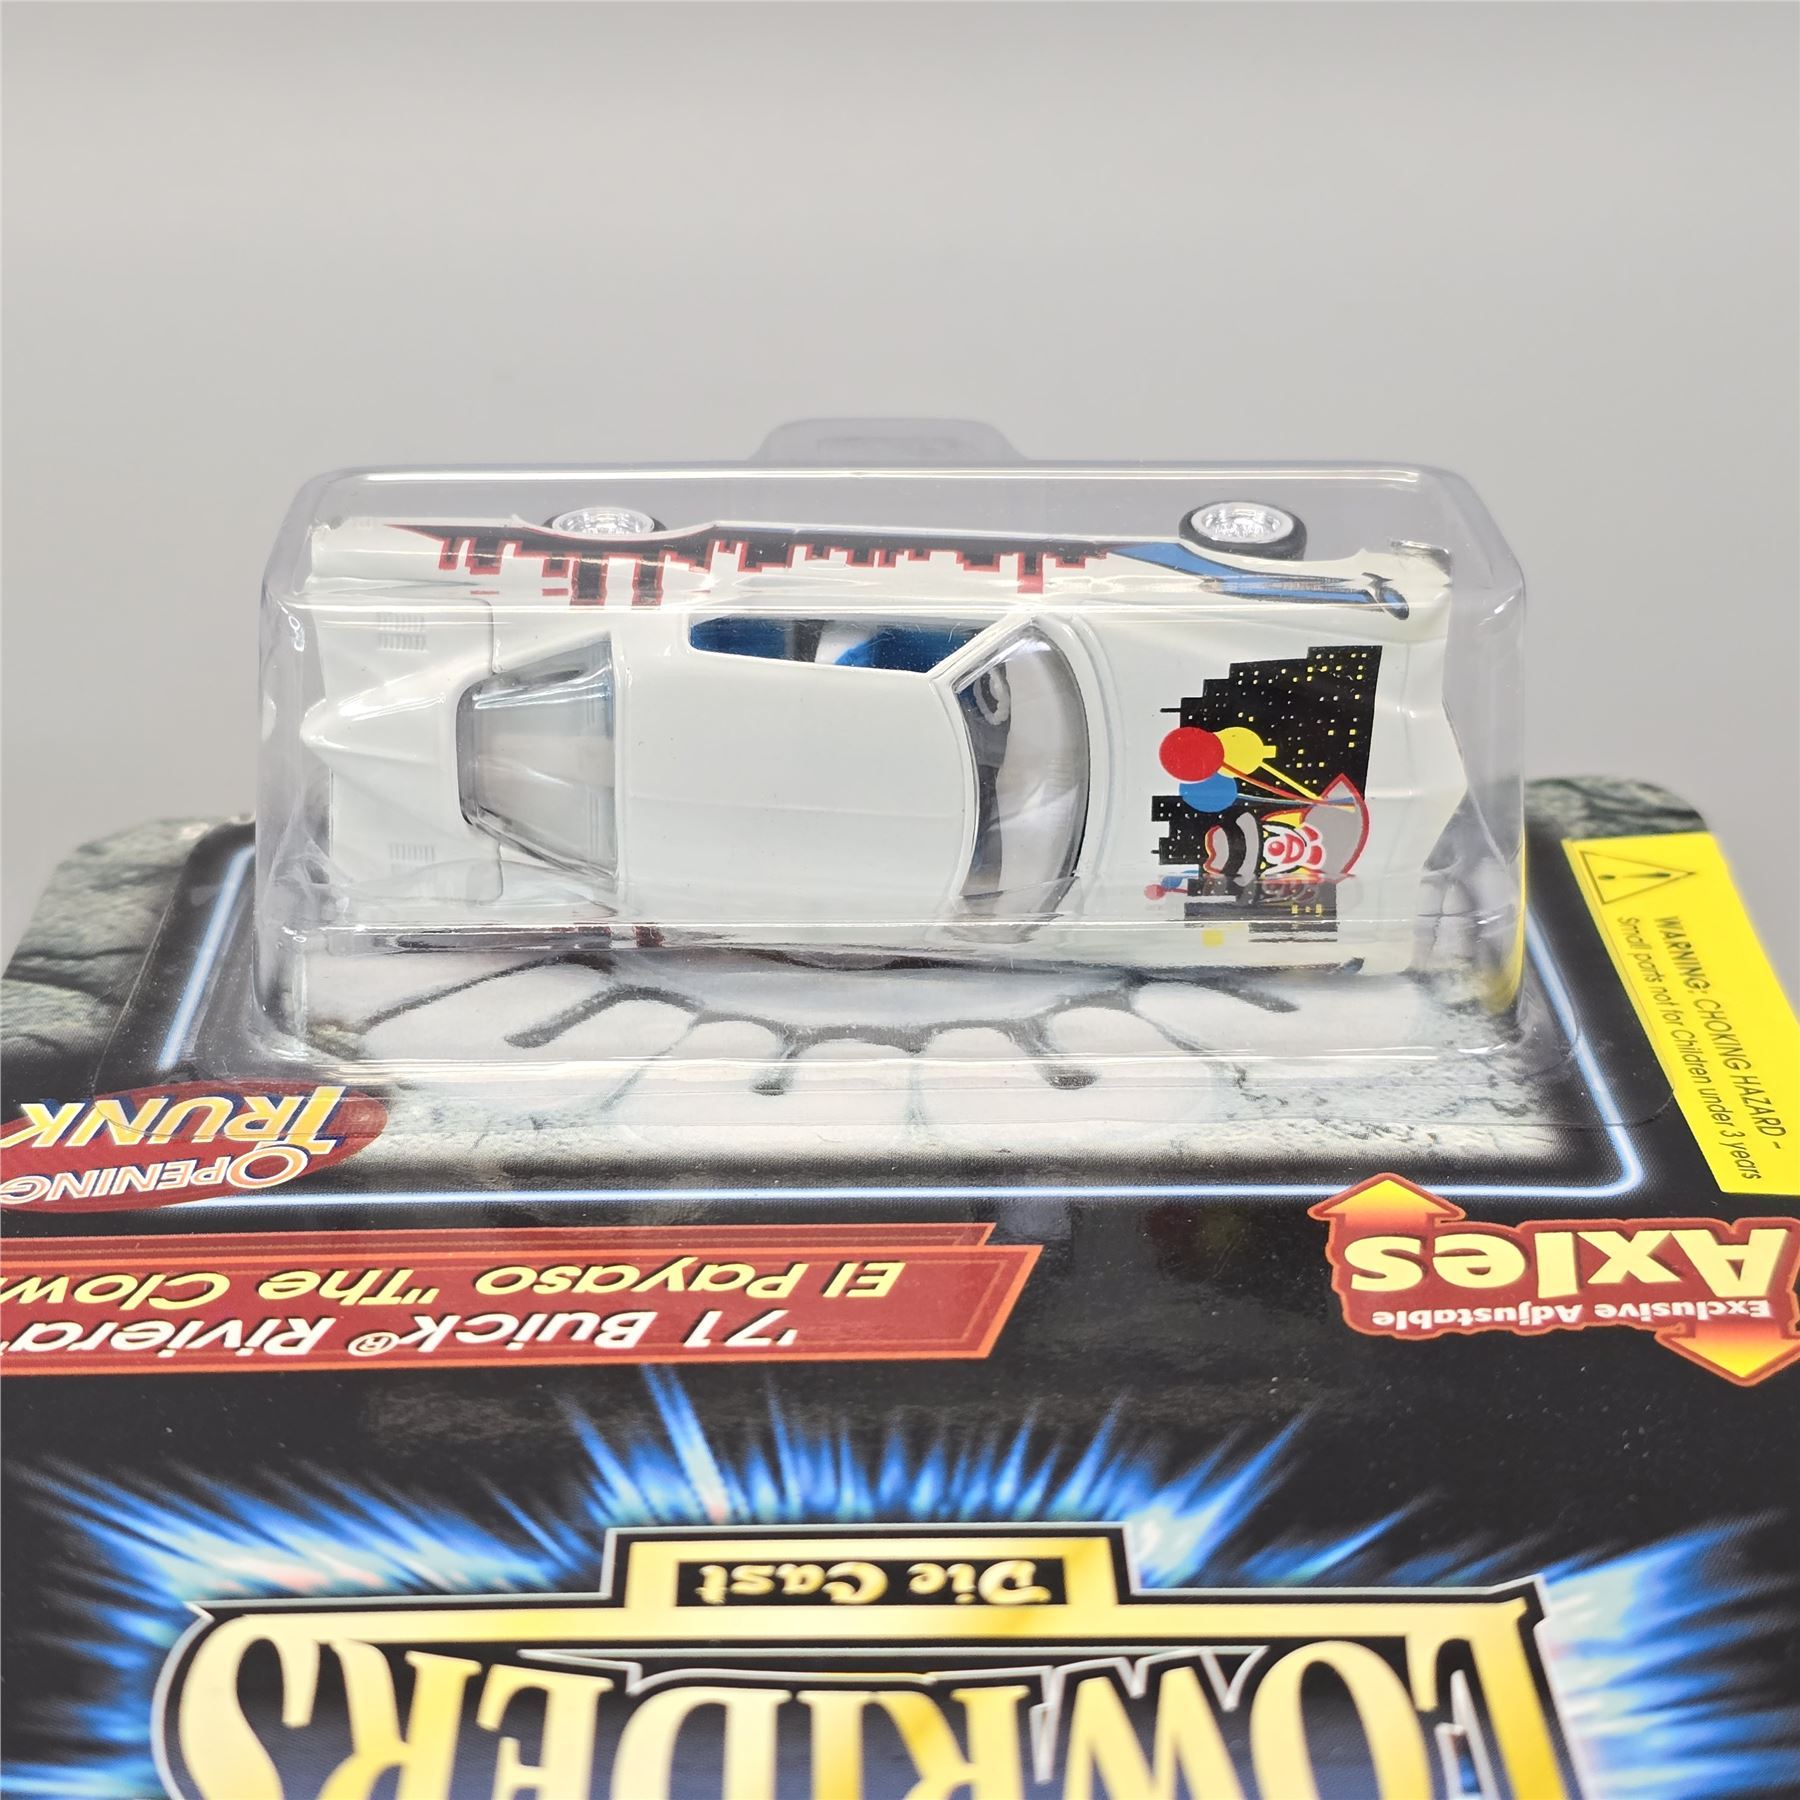 LOWRIDERS
Die Cast
'71 Buick® Riviera"
El Payaso "The Clow
Exclusive Adjustable
Axles
OPENING
TRUNK
WARNING: CHOKING HAZARD -
Small parts not for Children under 3 years